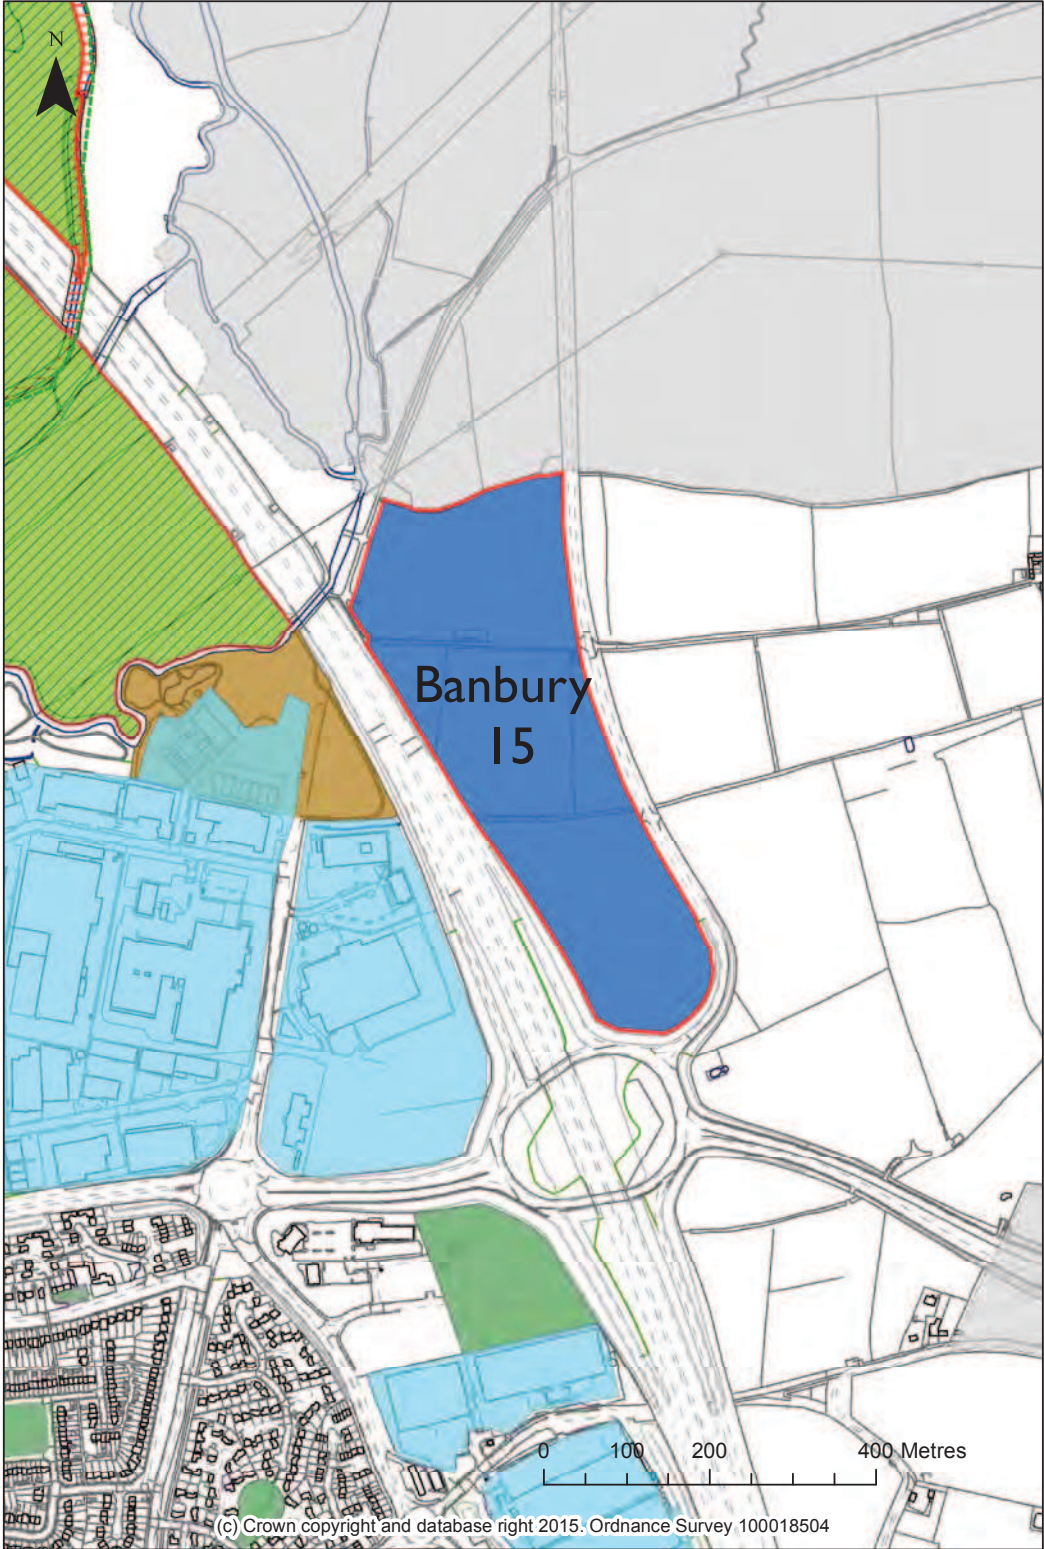 N
Banbury
15
0 100 200 400 Metres
(c) Crown copyright and database right 2015. Ordnance Survey 100018504